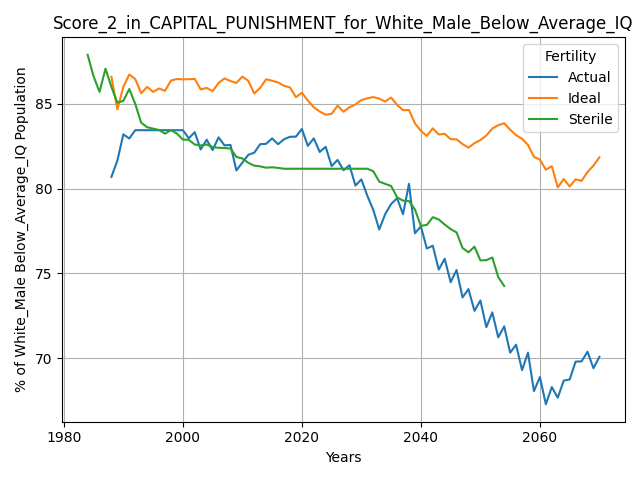 Score_2_in_CAPITAL_PUNISHMENT_for_White_Male_Below_Average_IQ
% of White_Male Below_Average_IQ Population
85
80
75
70
Fertility
Actual
Ideal
Sterile
1980
2000
2020
2040
2060
Years